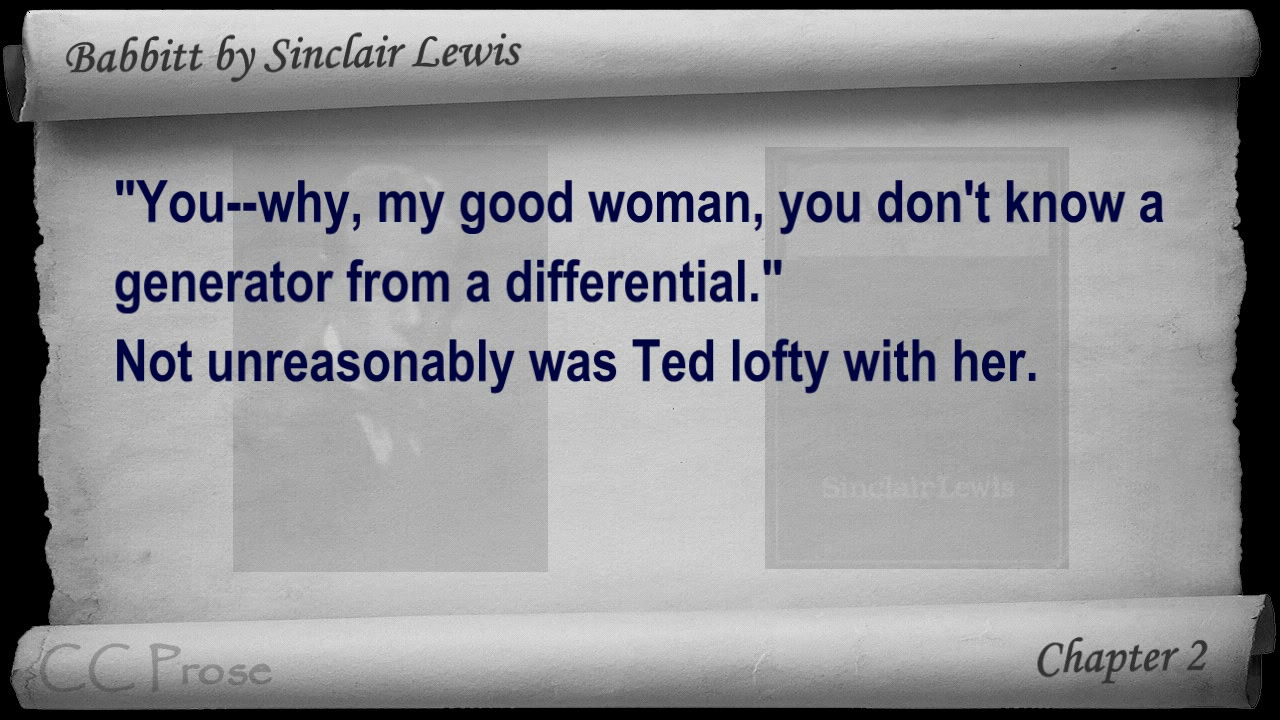 Babbitt by Sinclair Lewis
"You--why, my good woman, you don't know a
generator from a differential."
Not unreasonably was Ted lofty with her.
Sinclair Lewis
CC Prose
Chapter 2